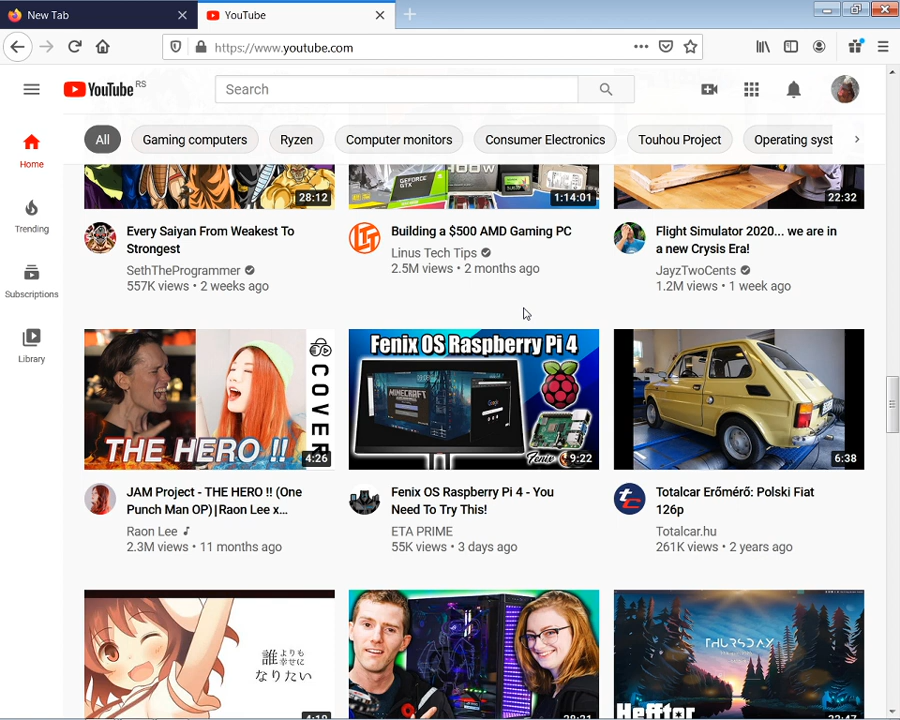 New Tab
YouTube
https://www.youtube.com
YouTube RS
Search
Home
Trending
Subscriptions
Library
All
Gaming computers
Ryzen
Computer monitors
Consumer Electronics
Touhou Project
Operating syst
28:12
GEFORCE
GTX
400W
1:14:01
22:32
Every Saiyan From Weakest To
Strongest
SethTheProgrammer
557K views • 2 weeks ago
Building a $500 AMD Gaming PC
Linus Tech Tips
2.5M views • 2 months ago
Flight Simulator 2020... we are in
a new Crysis Era!
JayzTwoCents
1.2M views • 1 week ago
COVER
THE HERO !!
4:26
Fenix OS Raspberry Pi 4
MINECRAFT
Google
Fenix
9:22
6:38
JAM Project - THE HERO !! (One
Punch Man OP)|Raon Lee x...
Raon Lee
2.3M views • 11 months ago
Fenix OS Raspberry Pi 4 - You
Need To Try This!
ETA PRIME
55K views • 3 days ago
Totalcar Erőmérő: Polski Fiat
126p
Totalcar.hu
261K views • 2 years ago
誰よりも
幸せに
なりたい
THURSDAY
Hefftor